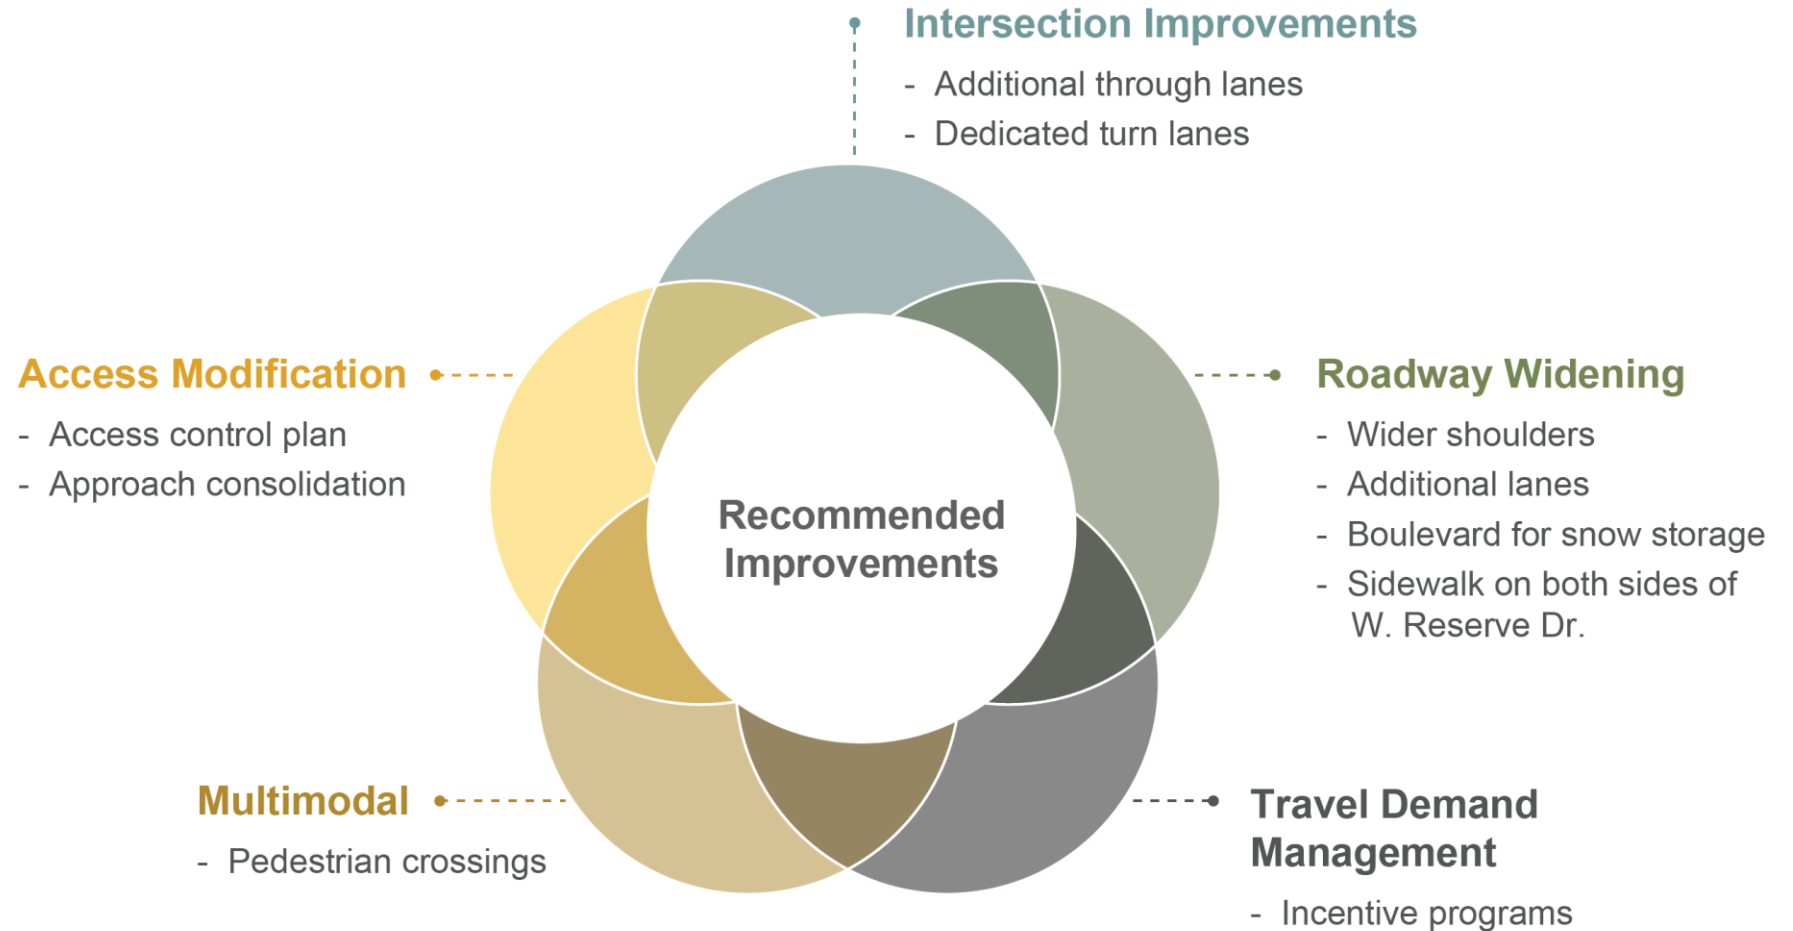 Intersection Improvements
- Additional through lanes
- Dedicated turn lanes
Access Modification
- Access control plan
- Approach consolidation
Roadway Widening
- Wider shoulders
- Additional lanes
- Boulevard for snow storage
- Sidewalk on both sides of
W. Reserve Dr.
Recommended
Improvements
Multimodal
- Pedestrian crossings
Travel Demand
Management
- Incentive programs